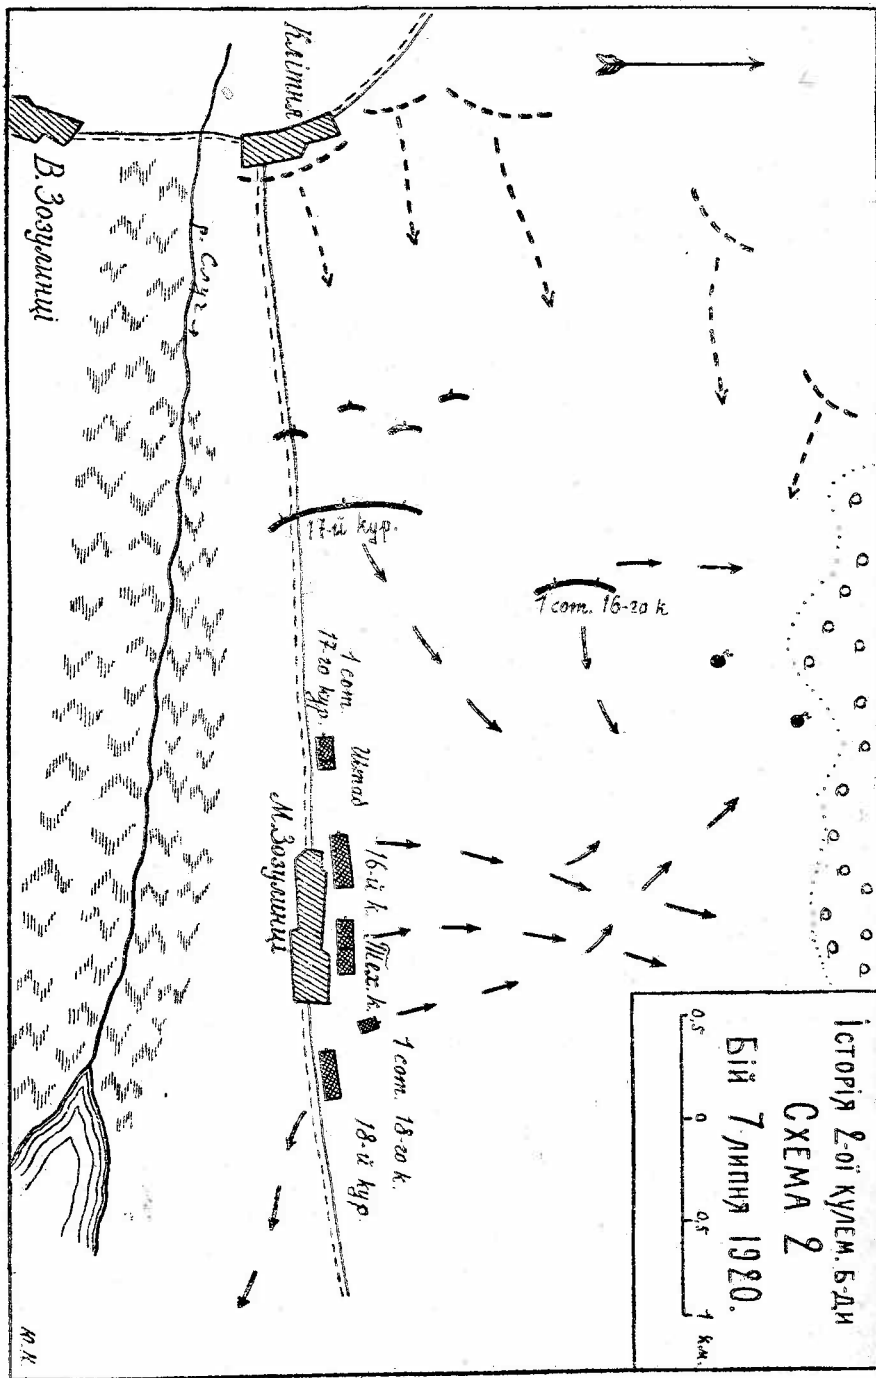 Історія 2-ої кулем. б-ди
СХЕМА 2
Бій 7 липня 1920.
0,5 0 0,5 1 км.
Клітня
В. Зозулинці
р. Случ
17-й кур.
1 сот. 16-го к
1 сот.
17-го кур.
Штаб
16-й к.
Тех. к.
М. Зозулинці
1 сот. 18-го к.
18-й кур.
Ю. К